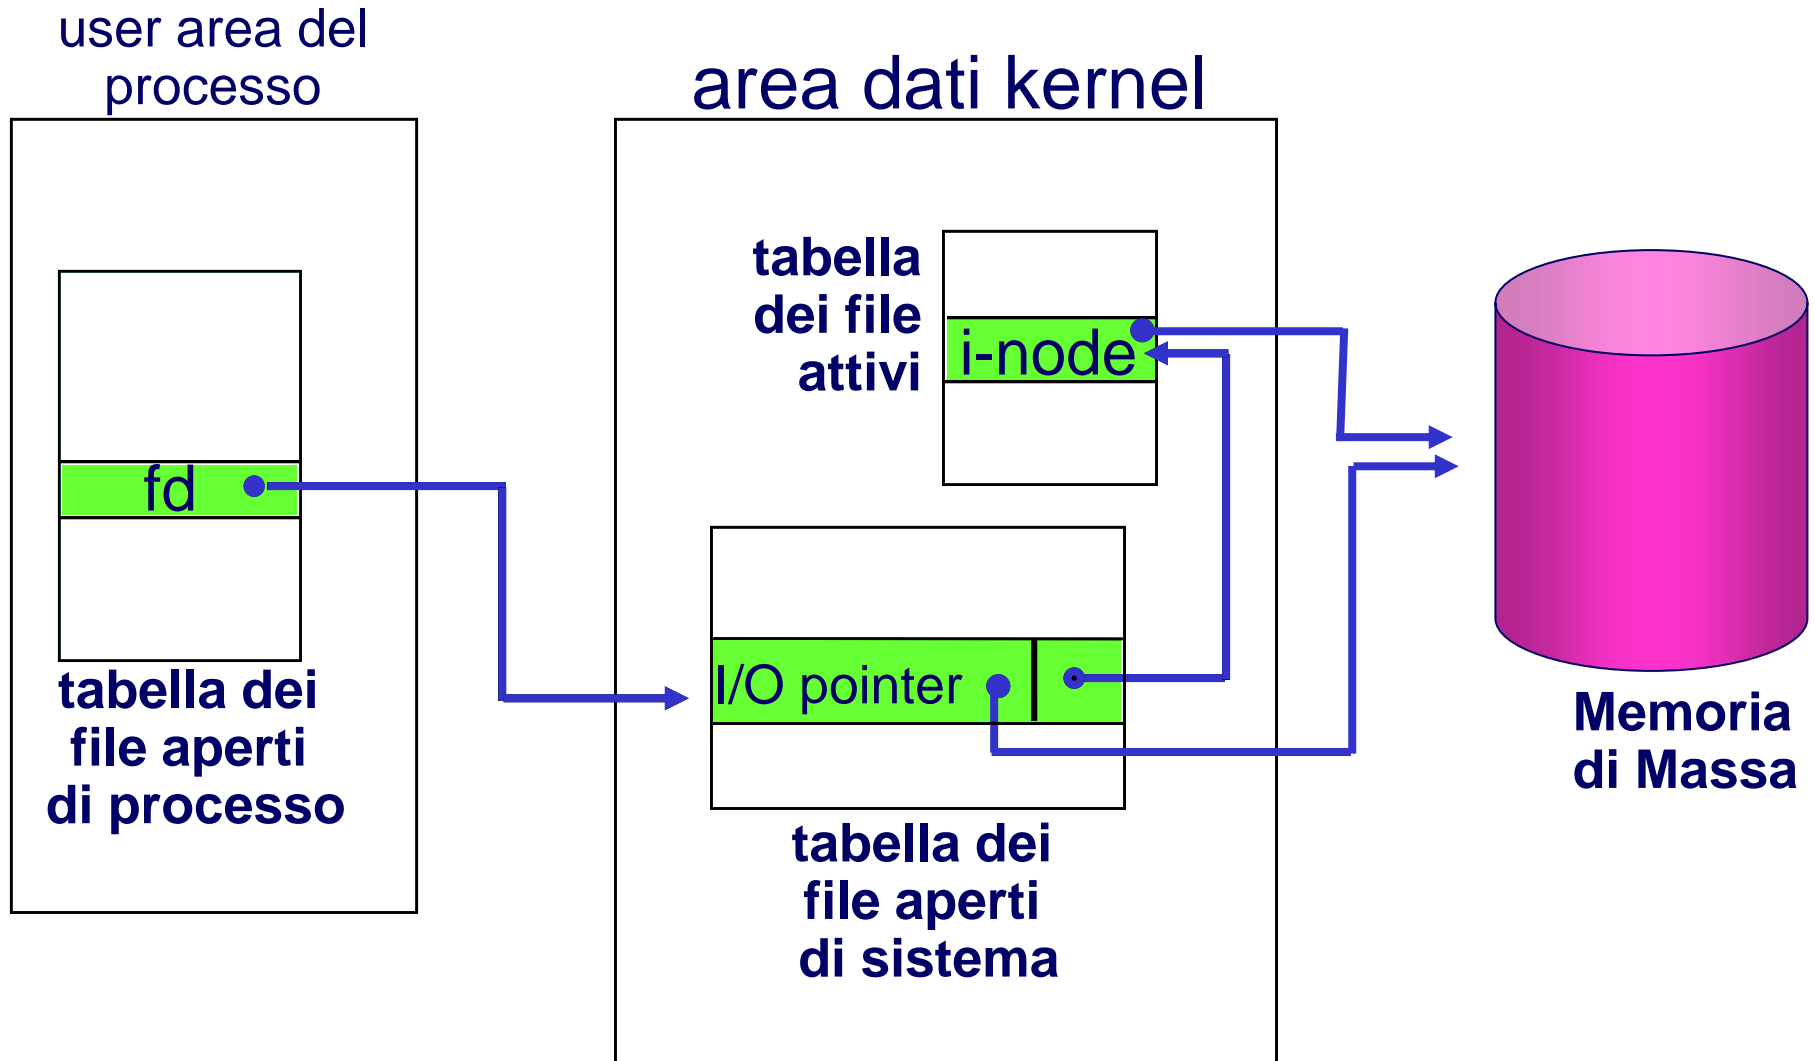 user area del
processo
area dati kernel
tabella
dei file
attivi
i-node
fd
I/O pointer
tabella dei
file aperti
di processo
tabella dei
file aperti
di sistema
Memoria
di Massa